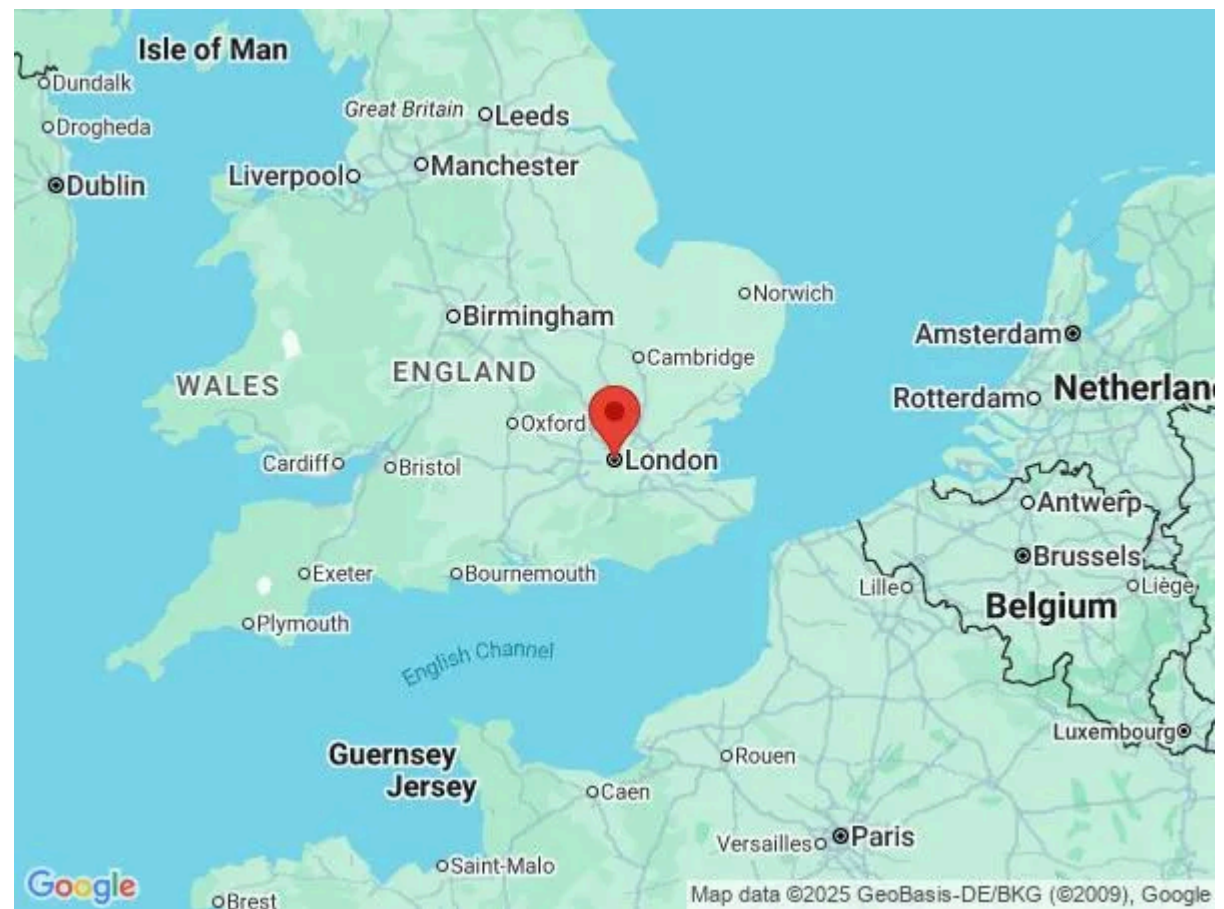 Isle of Man
Dundalk
Great Britain
Leeds
Drogheda
Manchester
Liverpool
Dublin
Norwich
Birmingham
Amsterdam
Cambridge
ENGLAND
WALES
Netherlan
Rotterdam
Oxford
London
Cardiff
Bristol
Antwerp
Brussels
Exeter
Bournemouth
Lille
Liège
Belgium
Plymouth
English Channel
Luxembourg
Guernsey
Rouen
Jersey
Caen
Paris
Versailles
Saint-Malo
Google
Map data ©2025 GeoBasis-DE/BKG (©2009), Google
Brest